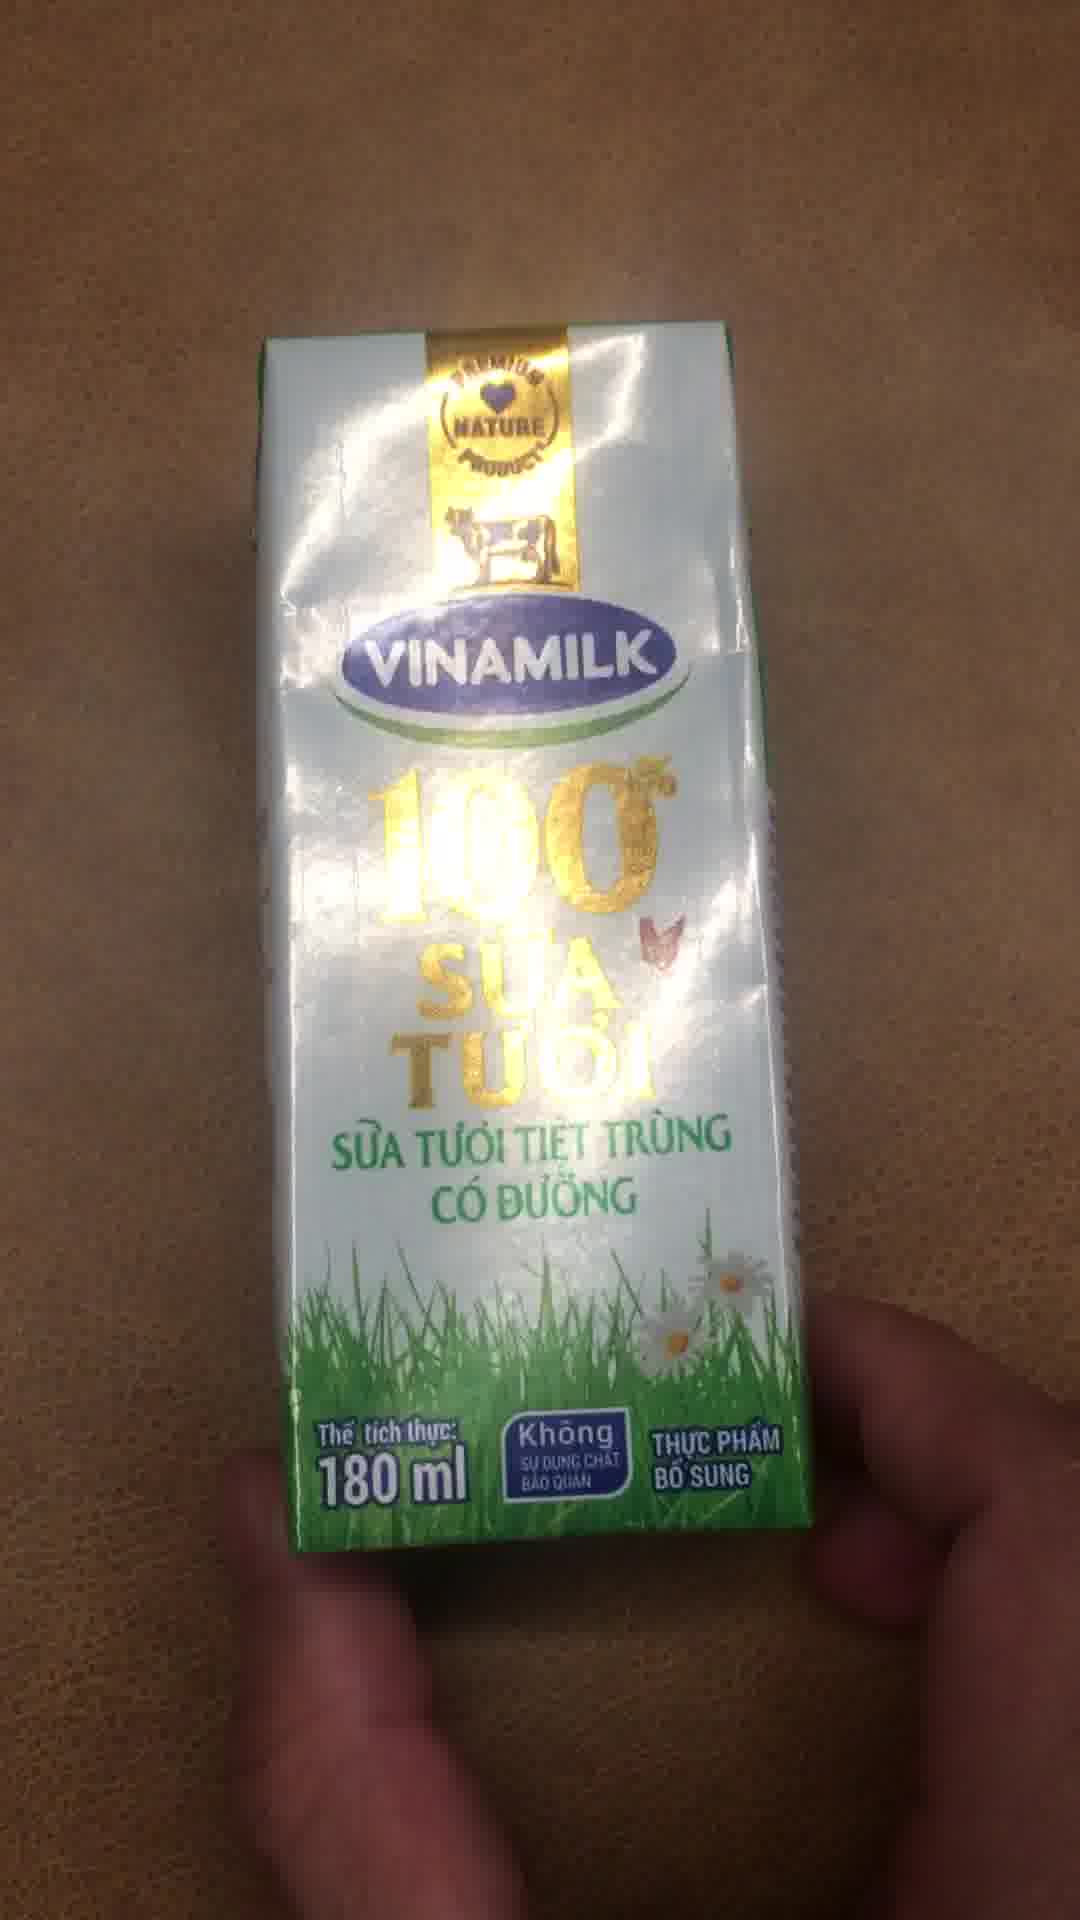 PREMIUM
NATURE
PRODUCT
VINAMILK
100%
SỮA
TƯƠI
SỮA TƯƠI TIỆT TRÙNG
CÓ ĐƯỜNG
Thể tích thực:
180 ml
Không
SỬ DỤNG CHẤT
BẢO QUẢN
THỰC PHẨM
BỔ SUNG